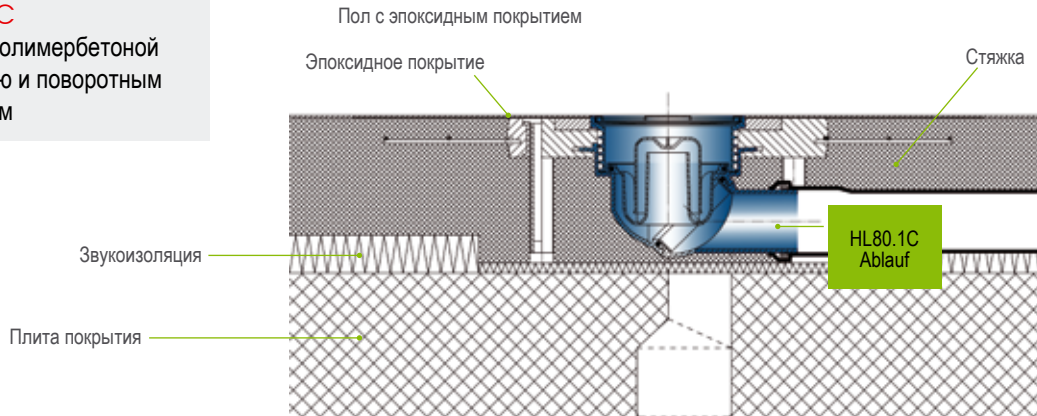 С
олимербетоной
ю и поворотным
м
Пол с эпоксидным покрытием
Эпоксидное покрытие
Стяжка
Звукоизоляция
HL80.1C
Ablauf
Плита покрытия